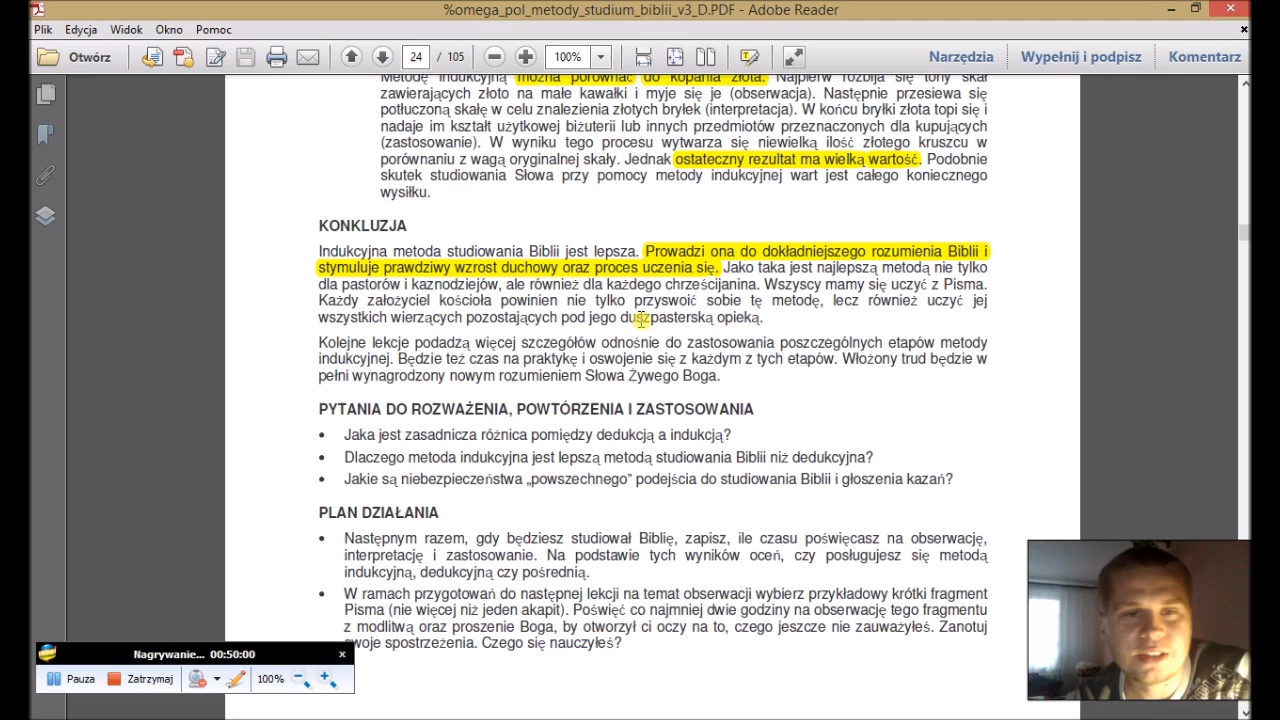 %omega_pol_metody_studium_biblii_v3_D.PDF - Adobe Reader
Plik Edycja Widok Okno Pomoc
Otwórz 24 / 105 100% Narzędzia Wypełnij i podpisz Komentarz
Metodę indukcyjną można porównać do kopania złota. Najpierw rozbija się tony skał
zawierających złoto na małe kawałki i myje się je (obserwacja). Następnie przesiewa się
potłuczoną skałę w celu znalezienia złotych bryłek (interpretacja). W końcu bryłki złota topi się i
nadaje im kształt użytkowej biżuterii lub innych przedmiotów przeznaczonych dla kupujących
(zastosowanie). W wyniku tego procesu wytwarza się niewielką ilość złotego kruszcu w
porównaniu z wagą oryginalnej skały. Jednak ostateczny rezultat ma wielką wartość. Podobnie
skutek studiowania Słowa przy pomocy metody indukcyjnej wart jest całego koniecznego
wysiłku.
KONKLUZJA
Indukcyjna metoda studiowania Biblii jest lepsza. Prowadzi ona do dokładniejszego rozumienia Biblii i
stymuluje prawdziwy wzrost duchowy oraz proces uczenia się. Jako taka jest najlepszą metodą nie tylko
dla pastorów i kaznodziejów, ale również dla każdego chrześcijanina. Wszyscy mamy się uczyć z Pisma.
Każdy założyciel kościoła powinien nie tylko przyswoić sobie tę metodę, lecz również uczyć jej
wszystkich wierzących pozostających pod jego duszpasterską opieką.
Kolejne lekcje podadzą więcej szczegółów odnośnie do zastosowania poszczególnych etapów metody
indukcyjnej. Będzie też czas na praktykę i oswojenie się z każdym z tych etapów. Włożony trud będzie w
pełni wynagrodzony nowym rozumieniem Słowa Żywego Boga.
PYTANIA DO ROZWAŻENIA, POWTÓRZENIA I ZASTOSOWANIA
• Jaka jest zasadnicza różnica pomiędzy dedukcją a indukcją?
• Dlaczego metoda indukcyjna jest lepszą metodą studiowania Biblii niż dedukcyjna?
• Jakie są niebezpieczeństwa „powszechnego” podejścia do studiowania Biblii i głoszenia kazań?
PLAN DZIAŁANIA
• Następnym razem, gdy będziesz studiował Biblię, zapisz, ile czasu poświęcasz na obserwację,
interpretację i zastosowanie. Na podstawie tych wyników oceń, czy posługujesz się metodą
indukcyjną, dedukcyjną czy pośrednią.
• W ramach przygotowań do następnej lekcji na temat obserwacji wybierz przykładowy krótki fragment
Pisma (nie więcej niż jeden akapit). Poświęć co najmniej dwie godziny na obserwację tego fragmentu
z modlitwą oraz proszenie Boga, by otworzył ci oczy na to, czego jeszcze nie zauważyłeś. Zanotuj
swoje spostrzeżenia. Czego się nauczyłeś?
Nagrywanie... 00:50:00
Pauza Zatrzymaj 100%